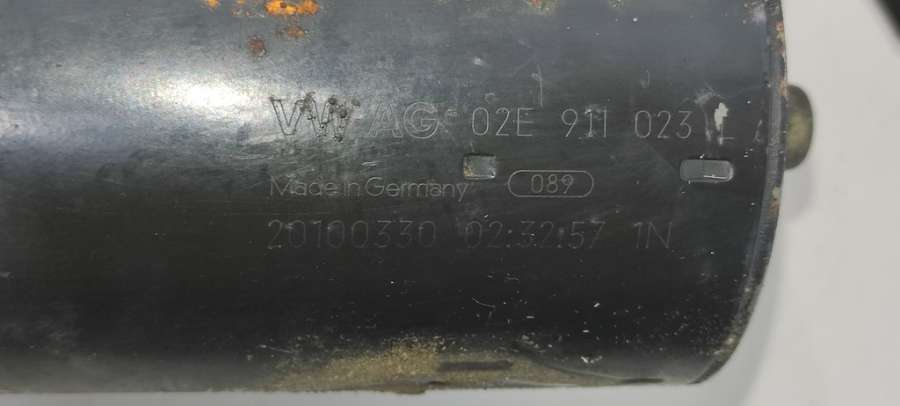 VW AG 02E 911 023 L
Made in Germany 089
20100330 02:32:57 1N